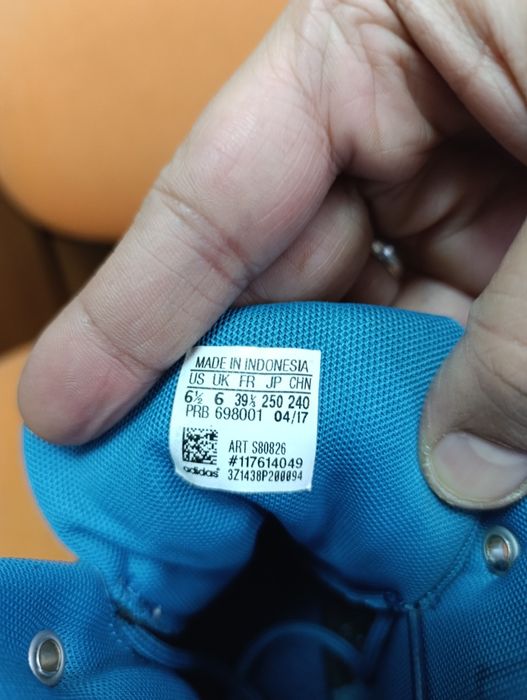 MADE IN INDONESIA
US UK FR JP CHN
6½ 6 39⅓ 250 240
PRB 698001 04/17
ART S80826
#117614049
adidas 3Z1438P200094